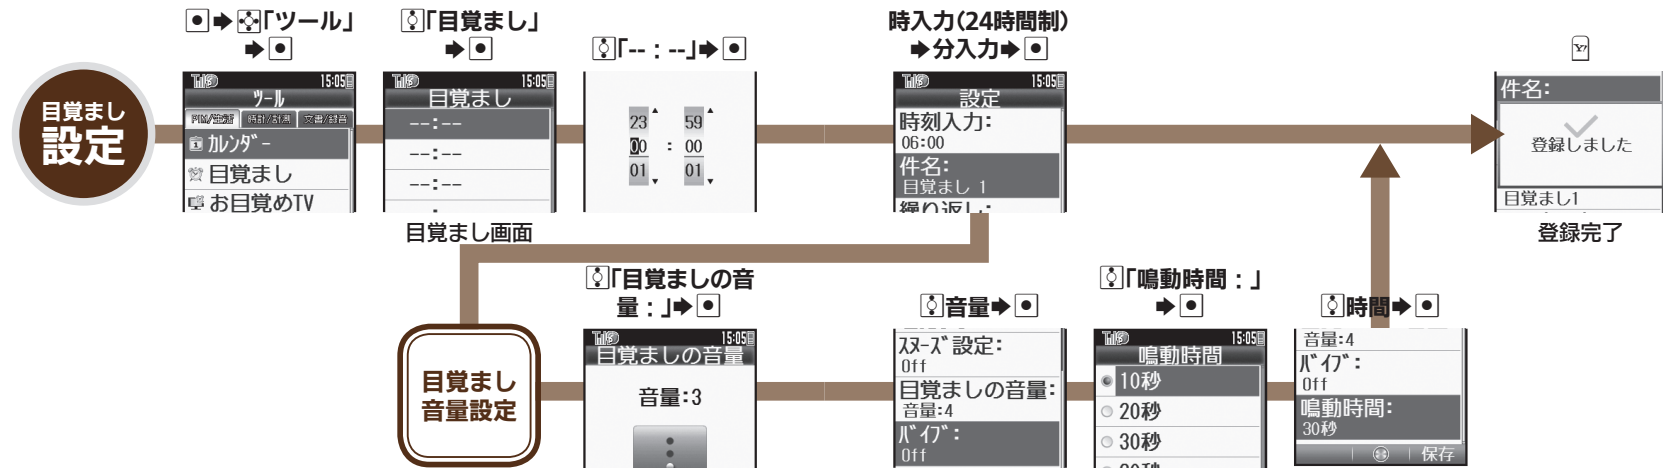 目覚まし
設定
●➡「ツール」
➡●
15:05
ツール
PIM/生活 時計/計測 文書/録音
カレンダー
目覚まし
お目覚めTV
「目覚まし」
➡●
15:05
目覚まし
--:--
--:--
--:--
目覚まし画面
「-- : --」➡●
23 59
00 : 00
01 01
時入力(24時間制)
➡分入力➡●
15:05
設定
時刻入力:
06:00
件名:
目覚まし 1
繰り返し:
件名:
登録しました
目覚まし1
登録完了
目覚まし
音量設定
「目覚ましの音
量：」➡●
15:05
目覚ましの音量
音量:3
音量➡●
スヌーズ設定:
Off
目覚ましの音量:
音量:4
バイブ:
Off
「鳴動時間：」
➡●
15:05
鳴動時間
10秒
20秒
30秒
時間➡●
音量:4
バイブ:
Off
鳴動時間:
30秒
保存